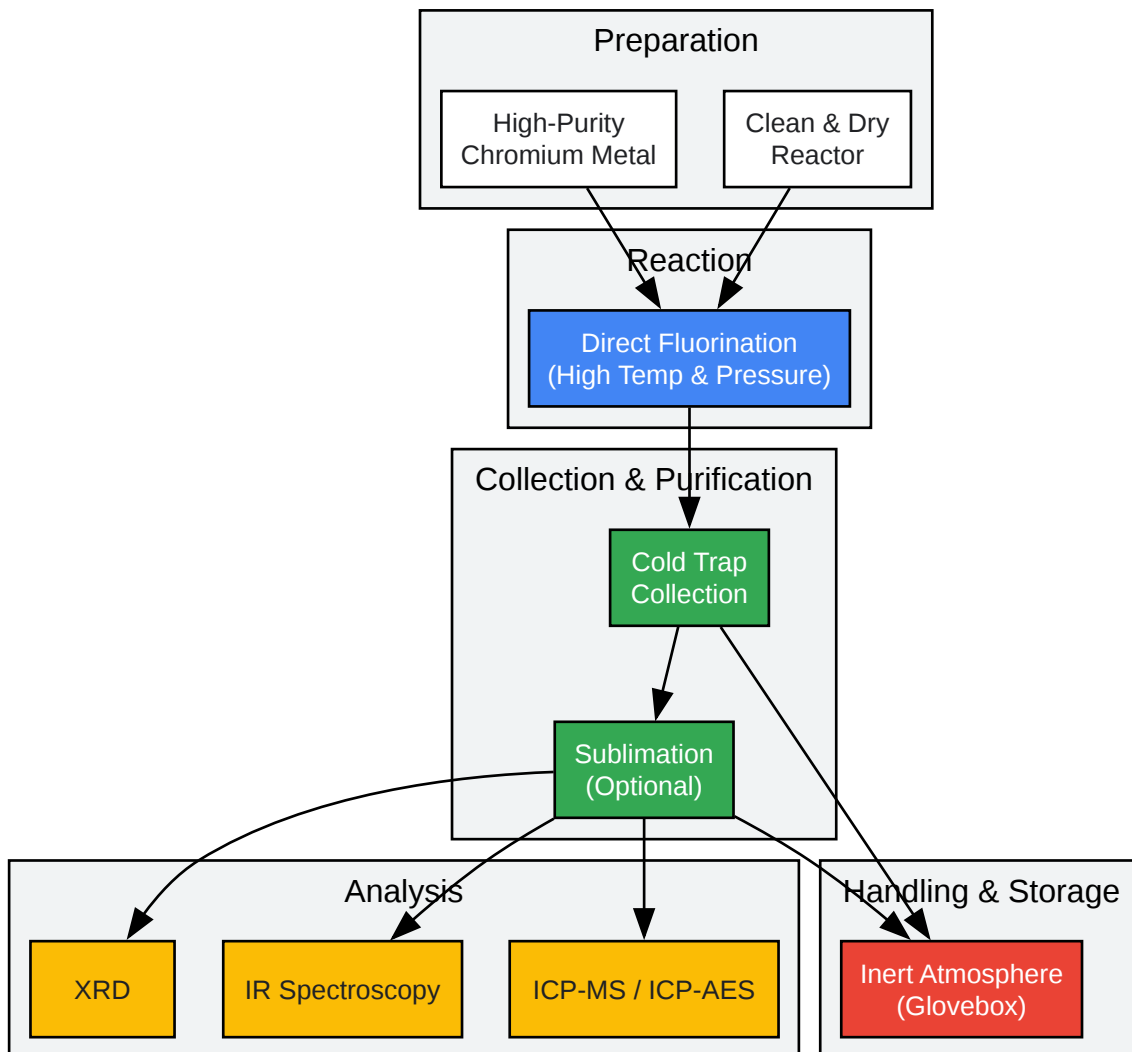 Preparation
High-Purity
Chromium Metal
Clean & Dry
Reactor
Reaction
Direct Fluorination
(High Temp & Pressure)
Collection & Purification
Cold Trap
Collection
Sublimation
(Optional)
Analysis
XRD
IR Spectroscopy
ICP-MS / ICP-AES
Handling & Storage
Inert Atmosphere
(Glovebox)